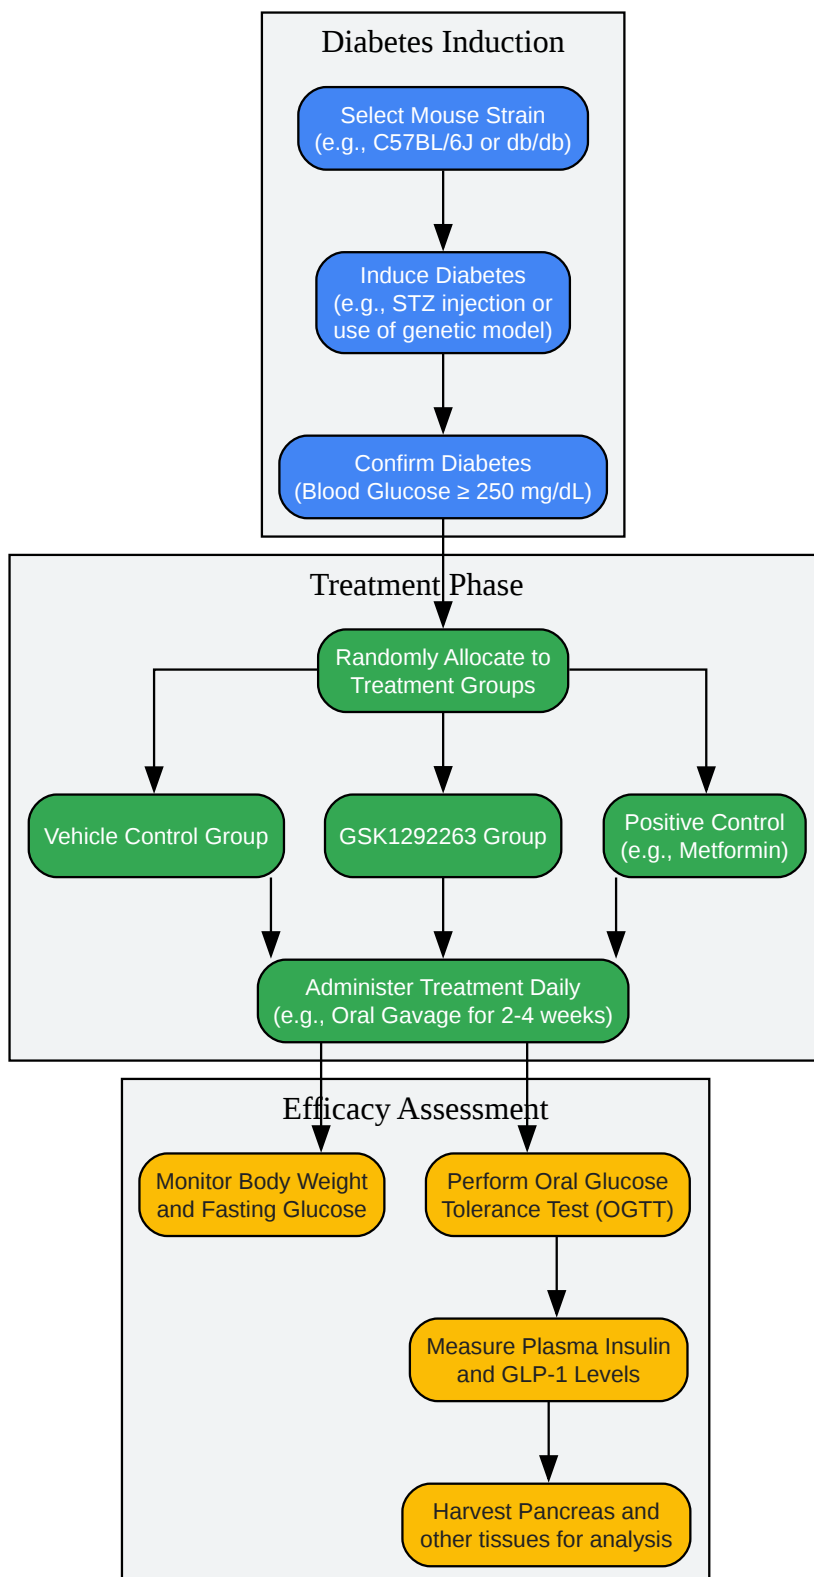 Diabetes Induction
Select Mouse Strain
(e.g., C57BL/6J or db/db)
Induce Diabetes
(e.g., STZ injection or
use of genetic model)
Confirm Diabetes
(Blood Glucose ≥ 250 mg/dL)
Treatment Phase
Randomly Allocate to
Treatment Groups
Vehicle Control Group
GSK1292263 Group
Positive Control
(e.g., Metformin)
Administer Treatment Daily
(e.g., Oral Gavage for 2-4 weeks)
Efficacy Assessment
Monitor Body Weight
and Fasting Glucose
Perform Oral Glucose
Tolerance Test (OGTT)
Measure Plasma Insulin
and GLP-1 Levels
Harvest Pancreas and
other tissues for analysis